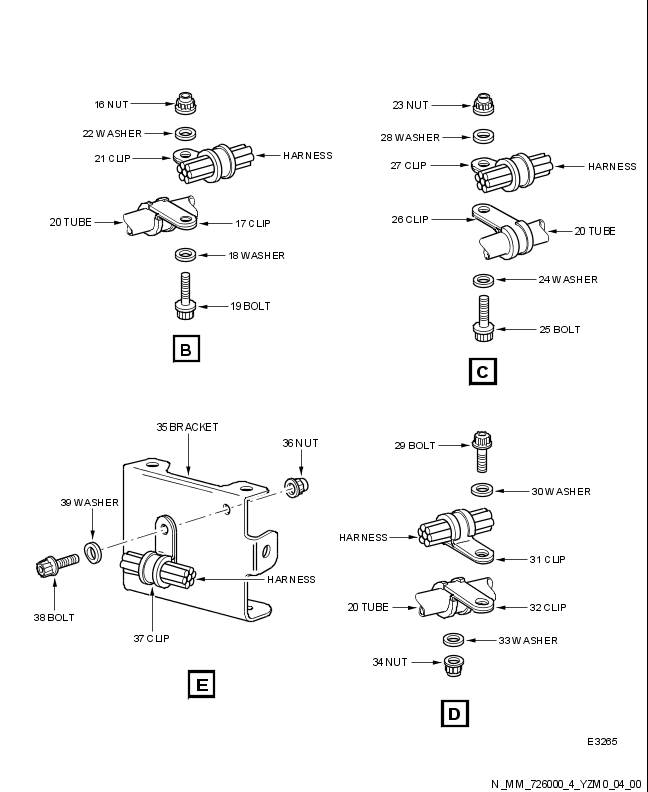 16 NUT
22 WASHER
21 CLIP
HARNESS
20 TUBE
17 CLIP
18 WASHER
19 BOLT
B
23 NUT
28 WASHER
27 CLIP
HARNESS
26 CLIP
20 TUBE
24 WASHER
25 BOLT
C
35 BRACKET
36 NUT
39 WASHER
HARNESS
38 BOLT
37 CLIP
E
29 BOLT
30 WASHER
HARNESS
31 CLIP
20 TUBE
32 CLIP
33 WASHER
34 NUT
D
E3265
N_MM_726000_4_YZM0_04_00